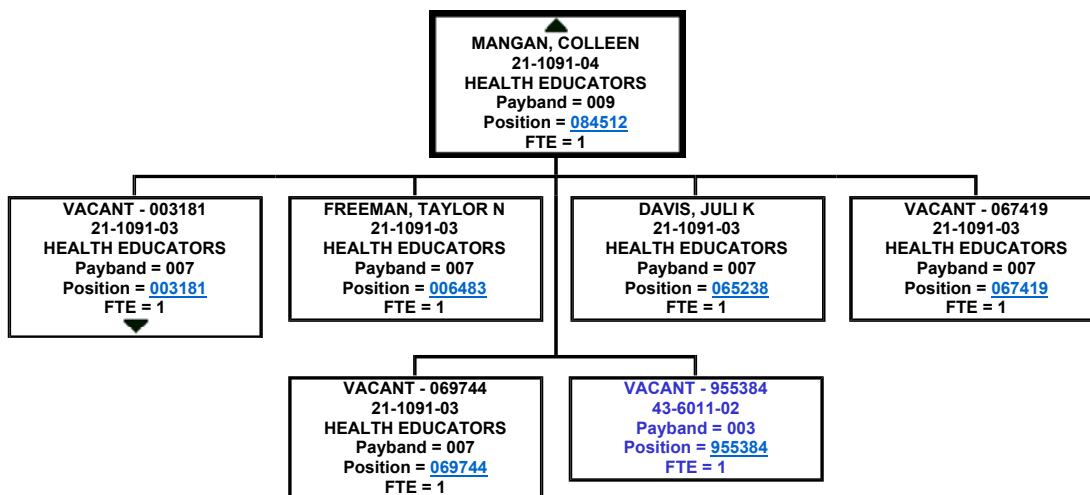 MANGAN, COLLEEN
21-1091-04
HEALTH EDUCATORS
Payband = 009
Position = 084512
FTE = 1
VACANT - 003181
21-1091-03
HEALTH EDUCATORS
Payband = 007
Position = 003181
FTE = 1
FREEMAN, TAYLOR N
21-1091-03
HEALTH EDUCATORS
Payband = 007
Position = 006483
FTE = 1
DAVIS, JULI K
21-1091-03
HEALTH EDUCATORS
Payband = 007
Position = 065238
FTE = 1
VACANT - 067419
21-1091-03
HEALTH EDUCATORS
Payband = 007
Position = 067419
FTE = 1
VACANT - 069744
21-1091-03
HEALTH EDUCATORS
Payband = 007
Position = 069744
FTE = 1
VACANT - 955384
43-6011-02
Payband = 003
Position = 955384
FTE = 1